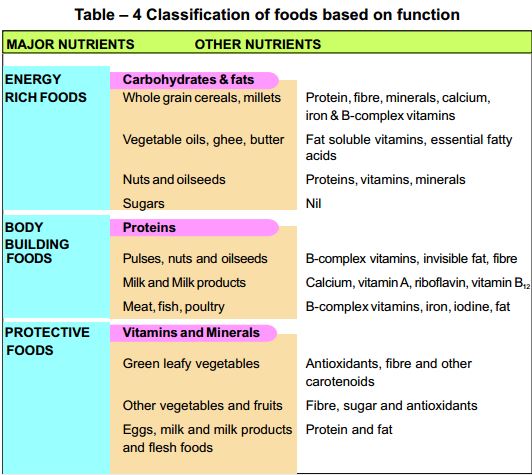 Table – 4 Classification of foods based on function
MAJOR NUTRIENTS OTHER NUTRIENTS
ENERGY Carbohydrates & fats
RICH FOODS Whole grain cereals, millets Protein, fibre, minerals, calcium,
iron & B-complex vitamins
Vegetable oils, ghee, butter Fat soluble vitamins, essential fatty
acids
Nuts and oilseeds Proteins, vitamins, minerals
Sugars Nil
BODY Proteins
BUILDING
FOODS Pulses, nuts and oilseeds B-complex vitamins, invisible fat, fibre
Milk and Milk products Calcium, vitamin A, riboflavin, vitamin B12
Meat, fish, poultry B-complex vitamins, iron, iodine, fat
PROTECTIVE Vitamins and Minerals
FOODS
Green leafy vegetables Antioxidants, fibre and other
carotenoids
Other vegetables and fruits Fibre, sugar and antioxidants
Eggs, milk and milk products Protein and fat
and flesh foods